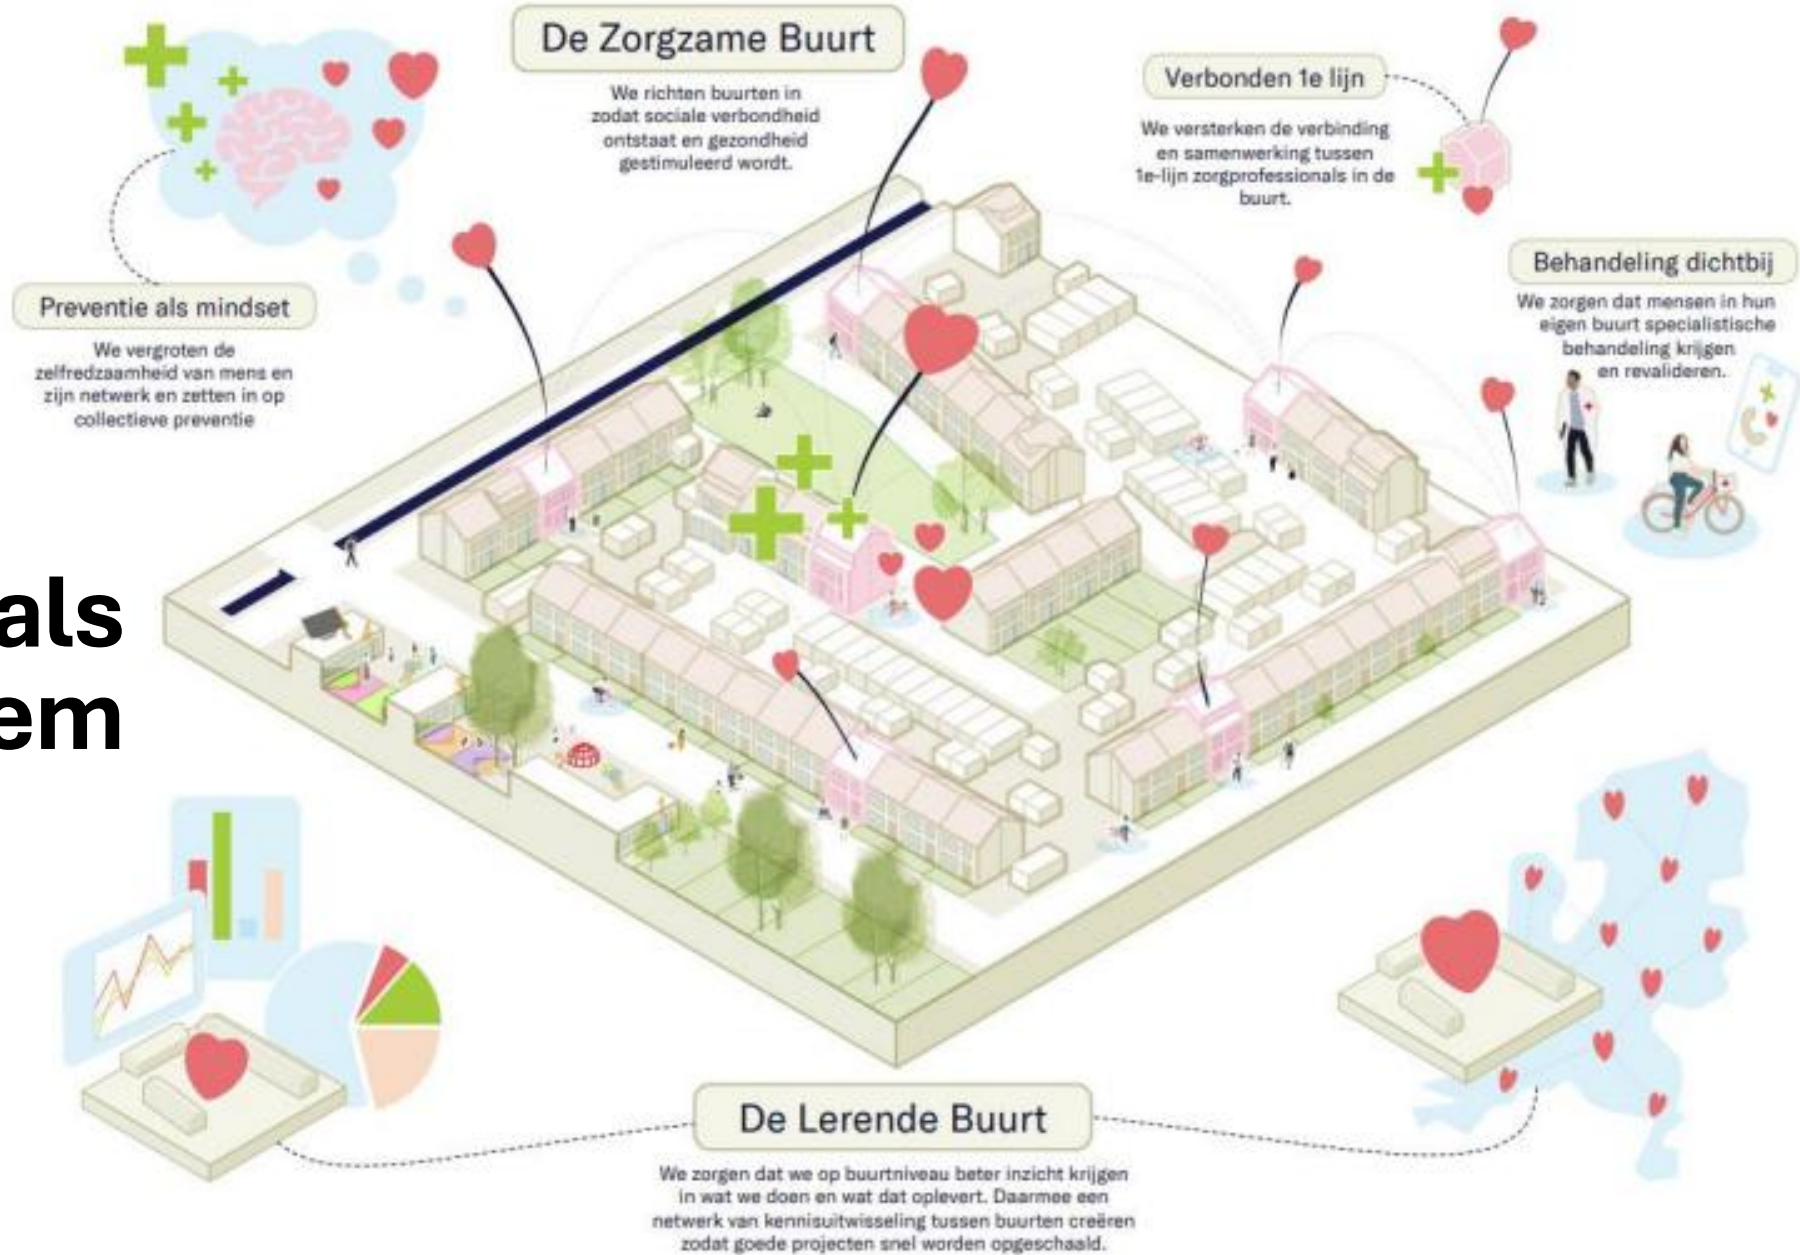 De Zorgzame Buurt
We richten buurten in
zodat sociale verbondheid
ontstaat en gezondheid
gestimuleerd wordt.
Verbonden 1e lijn
We versterken de verbinding
en samenwerking tussen
1e-lijn zorgprofessionals in de
buurt.
Behandeling dichtbij
We zorgen dat mensen in hun
eigen buurt specialistische
behandeling krijgen
en revalideren.
Preventie als mindset
We vergroten de
zelfredzaamheid van mens en
zijn netwerk en zetten in op
collectieve preventie
als
em
De Lerende Buurt
We zorgen dat we op buurtniveau beter inzicht krijgen
in wat we doen en wat dat oplevert. Daarmee een
netwerk van kennisuitwisseling tussen buurten creëren
zodat goede projecten snel worden opgeschaald.